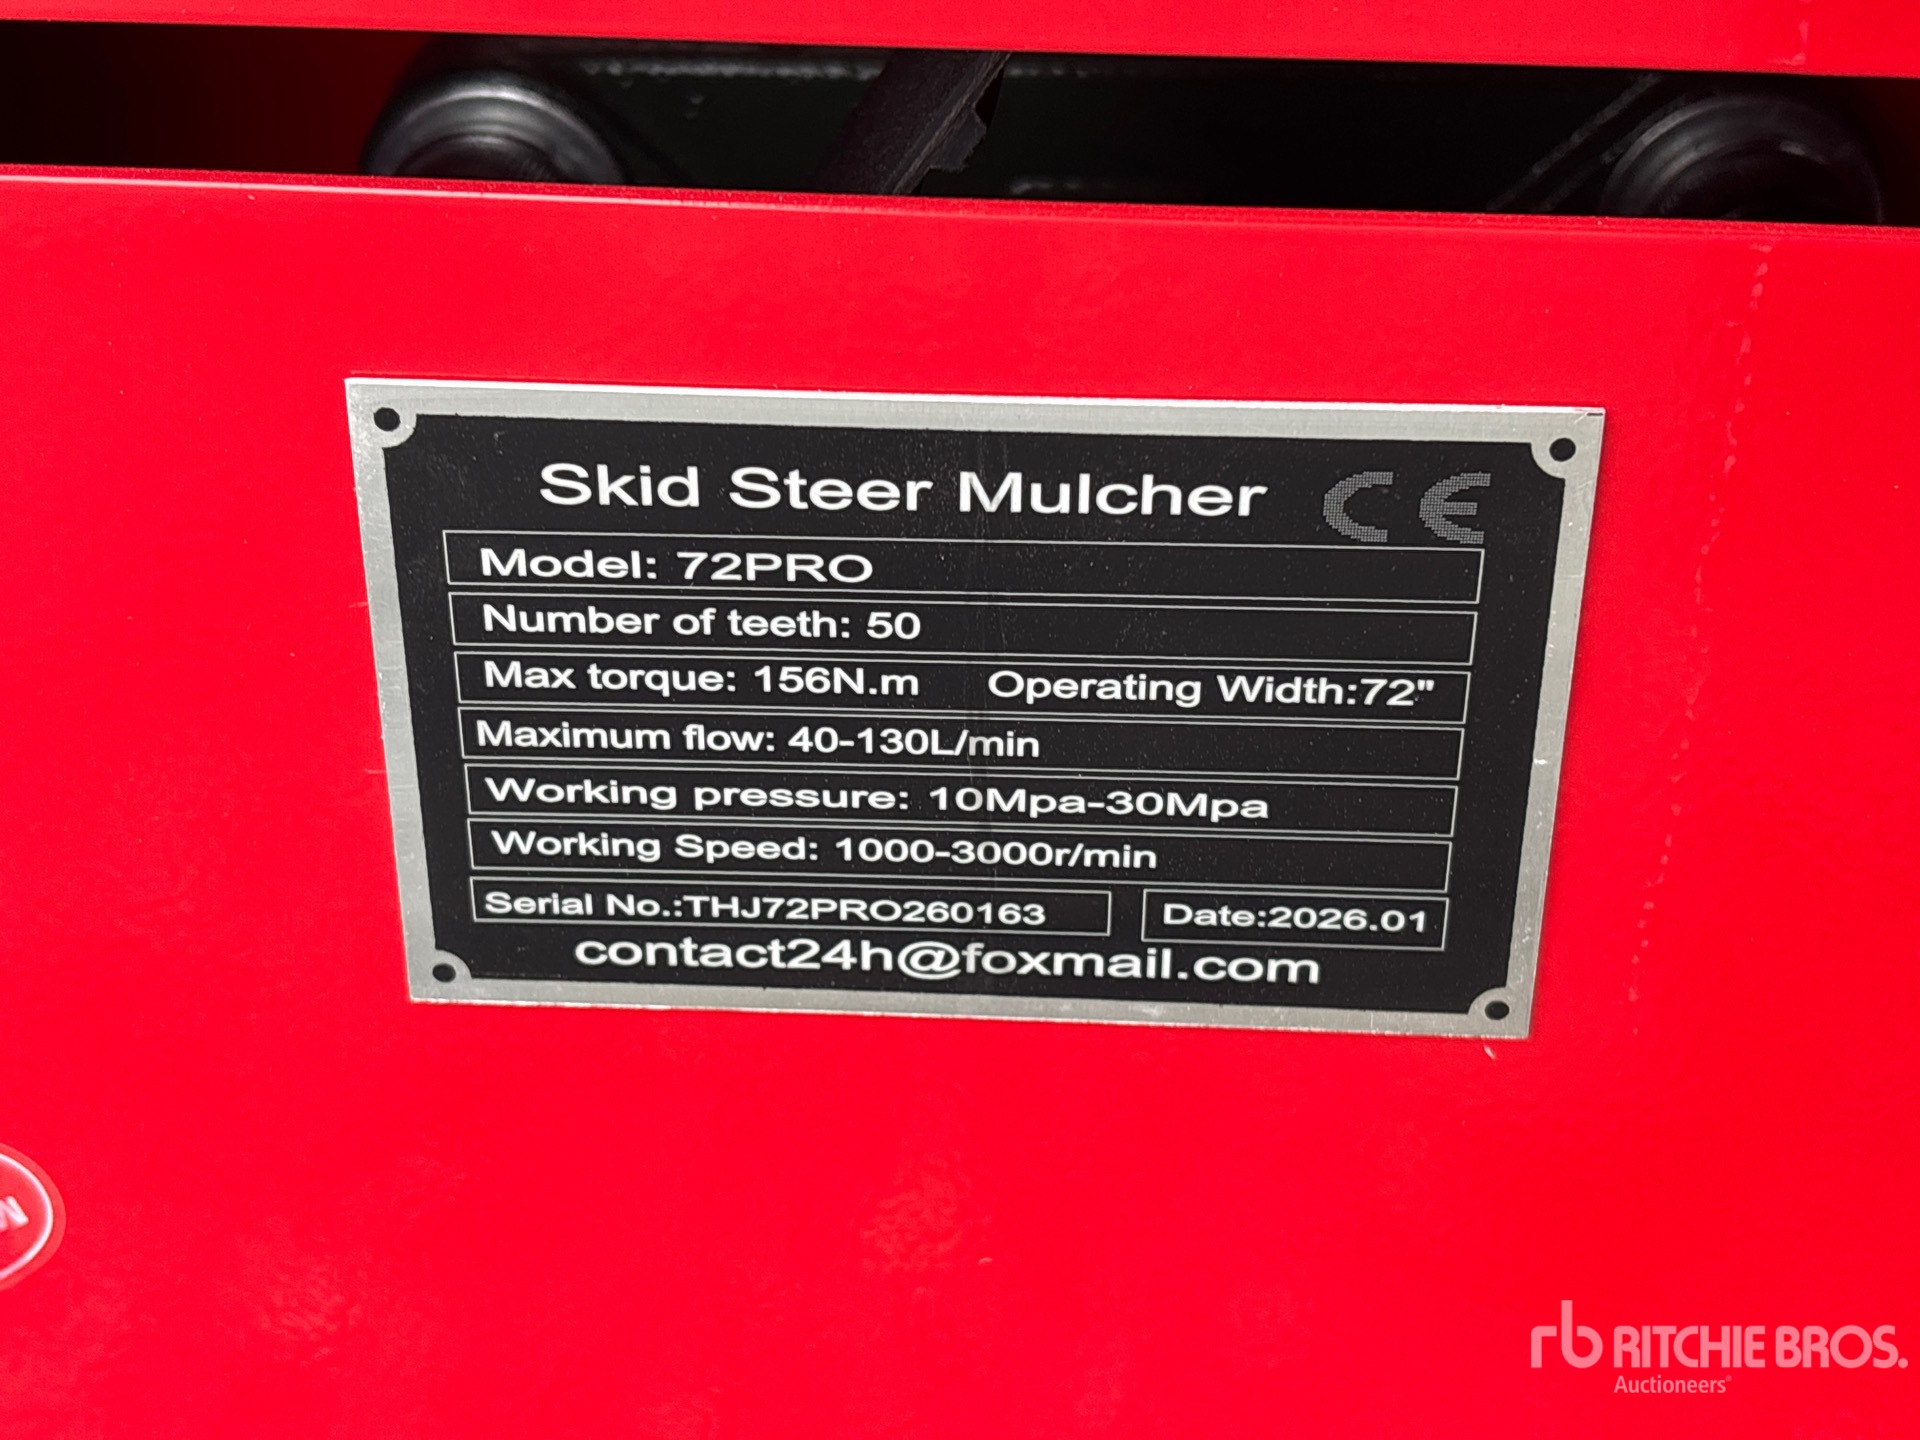 Skid Steer Mulcher CE
Model: 72PRO
Number of teeth: 50
Max torque: 156N.m Operating Width:72"
Maximum flow: 40-130L/min
Working pressure: 10Mpa-30Mpa
Working Speed: 1000-3000r/min
Serial No.:THJ72PRO260163 Date:2026.01
contact24h@foxmail.com
rb RITCHIE BROS.
Auctioneers